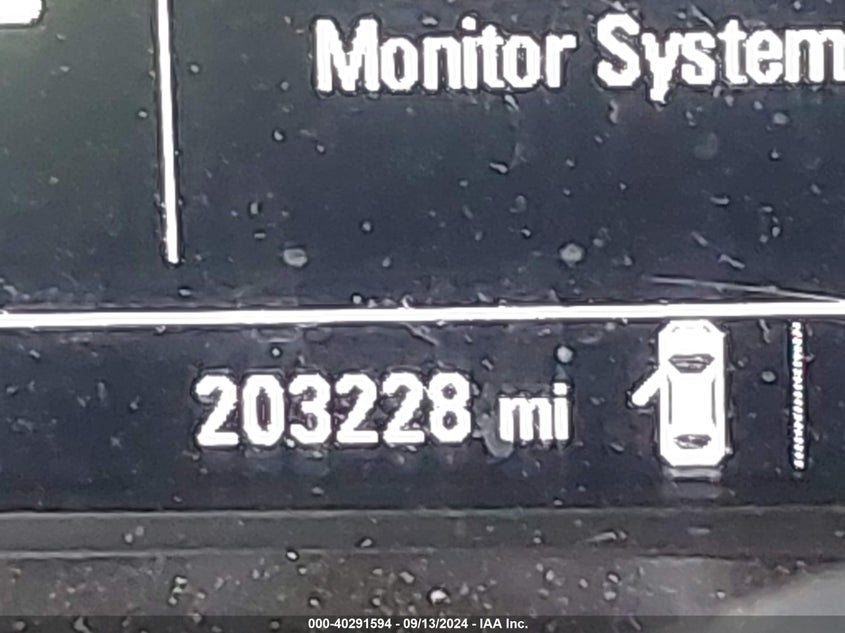 Monitor System
203228 mi
000-40291594 - 09/13/2024 - IAA Inc.